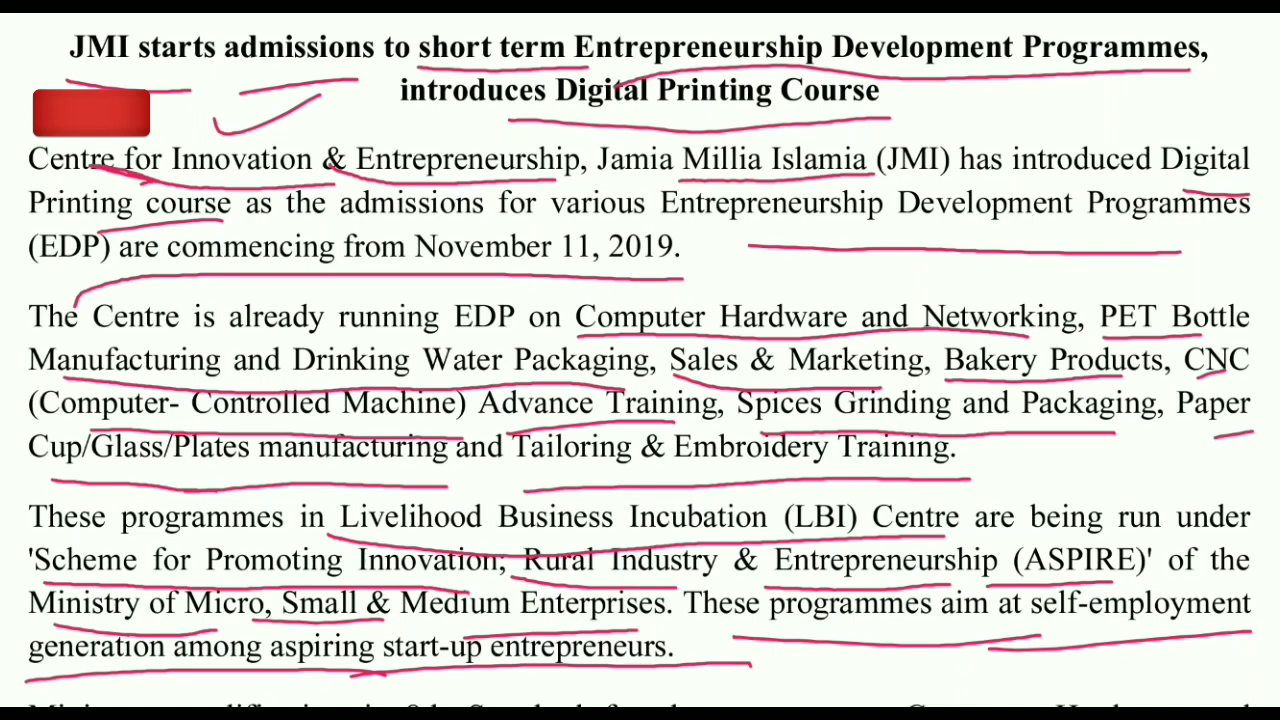 JMI starts admissions to short term Entrepreneurship Development Programmes,
introduces Digital Printing Course
Centre for Innovation & Entrepreneurship, Jamia Millia Islamia (JMI) has introduced Digital
Printing course as the admissions for various Entrepreneurship Development Programmes
(EDP) are commencing from November 11, 2019.
The Centre is already running EDP on Computer Hardware and Networking, PET Bottle
Manufacturing and Drinking Water Packaging, Sales & Marketing, Bakery Products, CNC
(Computer- Controlled Machine) Advance Training, Spices Grinding and Packaging, Paper
Cup/Glass/Plates manufacturing and Tailoring & Embroidery Training.
These programmes in Livelihood Business Incubation (LBI) Centre are being run under
'Scheme for Promoting Innovation; Rural Industry & Entrepreneurship (ASPIRE)' of the
Ministry of Micro, Small & Medium Enterprises. These programmes aim at self-employment
generation among aspiring start-up entrepreneurs.